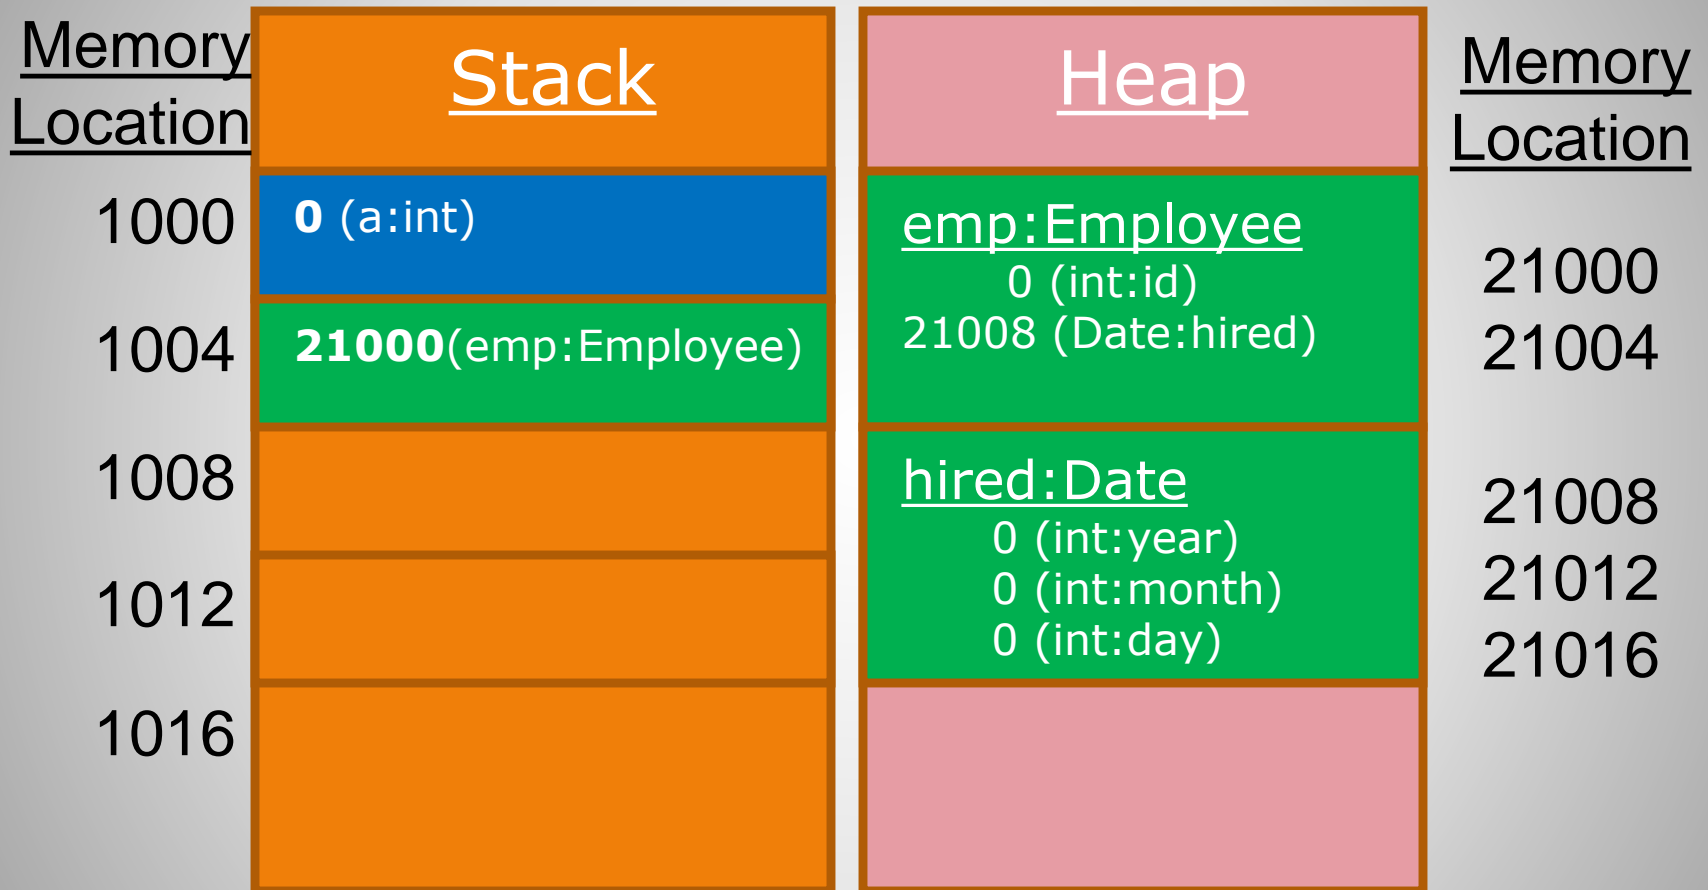 Memory
Location
Stack
Heap
Memory
Location
1000
0 (a:int)
1004
21000(emp:Employee)
1008
1012
1016
emp:Employee
0 (int:id)
21008 (Date:hired)
hired:Date
0 (int:year)
0 (int:month)
0 (int:day)
21000
21004
21008
21012
21016